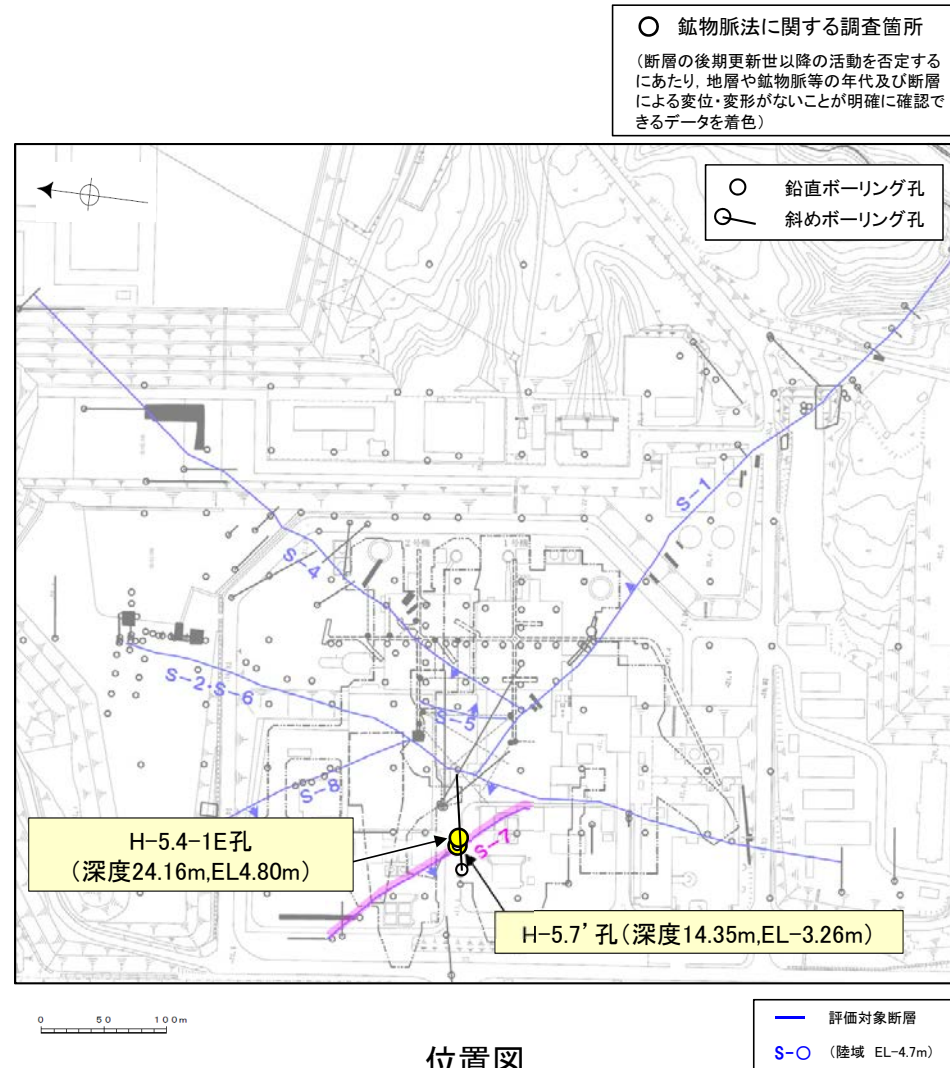 鉱物脈法に関する調査箇所
(断層の後期更新世以降の活動を否定する
にあたり，地層や鉱物脈等の年代及び断層
による変位・変形がないことが明確に確認で
きるデータを着色)
鉛直ボーリング孔
斜めボーリング孔
S-1
S-4
2号機
1号機
S-2・S-6
S-5
S-8
S-7
H-5.4-1E孔
(深度24.16m,EL4.80m)
H-5.7’孔(深度14.35m,EL-3.26m)
0 50 100m
位置図
評価対象断層
S-○ (陸域 EL-4.7m)